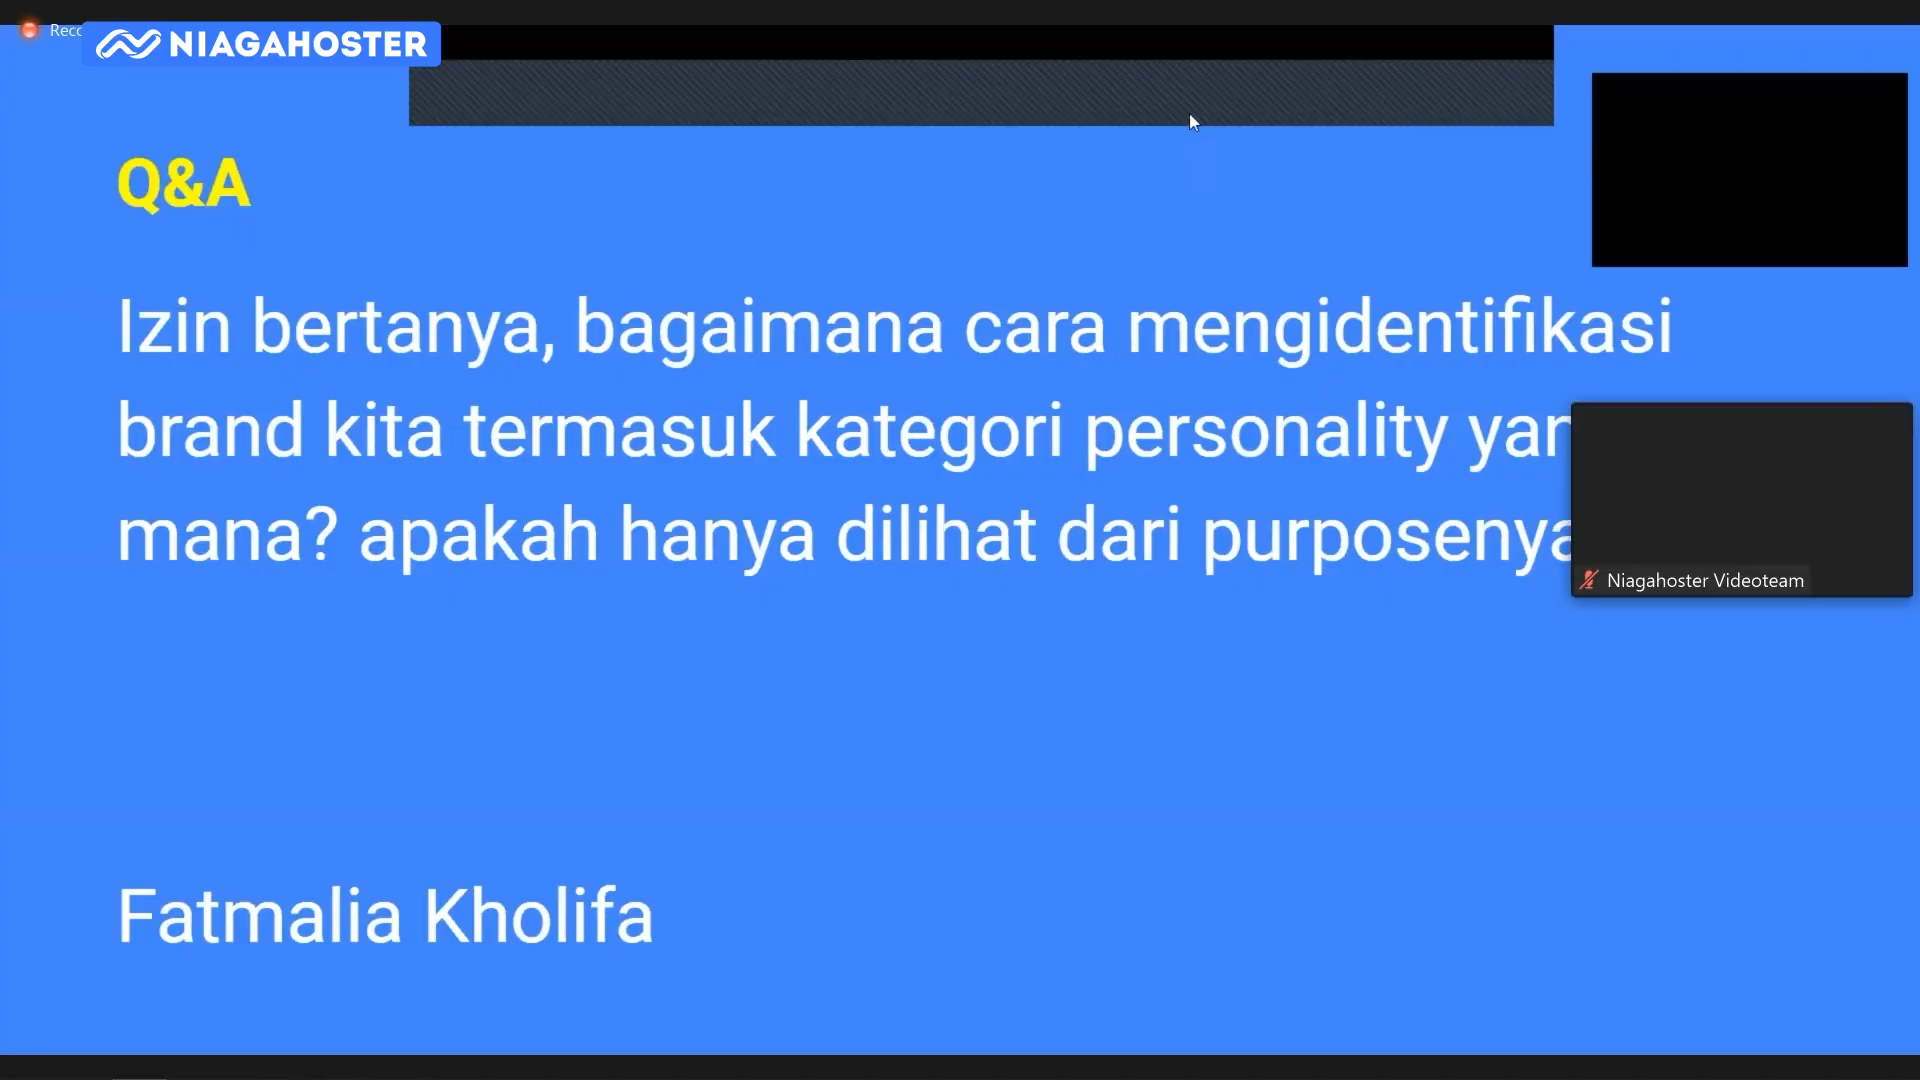 Reco
NIAGAHOSTER
Q&A
Izin bertanya, bagaimana cara mengidentifikasi
brand kita termasuk kategori personality yan
mana? apakah hanya dilihat dari purposenya
Niagahoster Videoteam
Fatmalia Kholifa